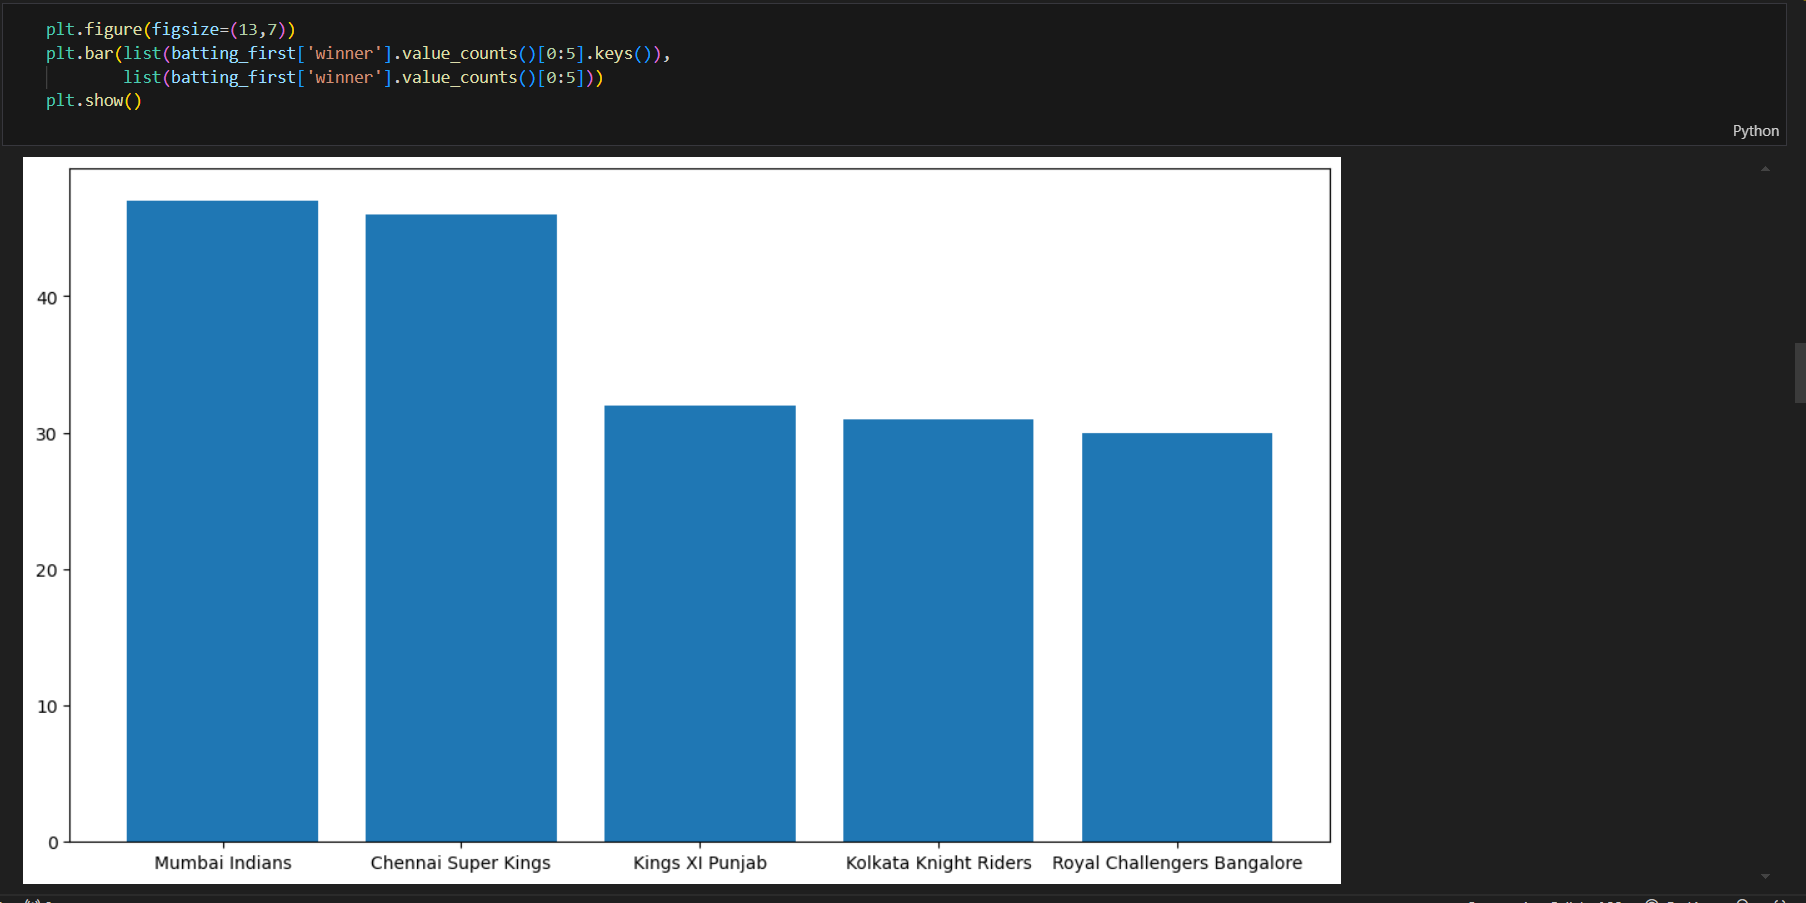 plt.figure(figsize=(13,7))
plt.bar(list(batting_first['winner'].value_counts()[0:5].keys()),
        list(batting_first['winner'].value_counts()[0:5]))
plt.show()
Python
40
30
20
10
0
Mumbai Indians Chennai Super Kings Kings XI Punjab Kolkata Knight Riders Royal Challengers Bangalore